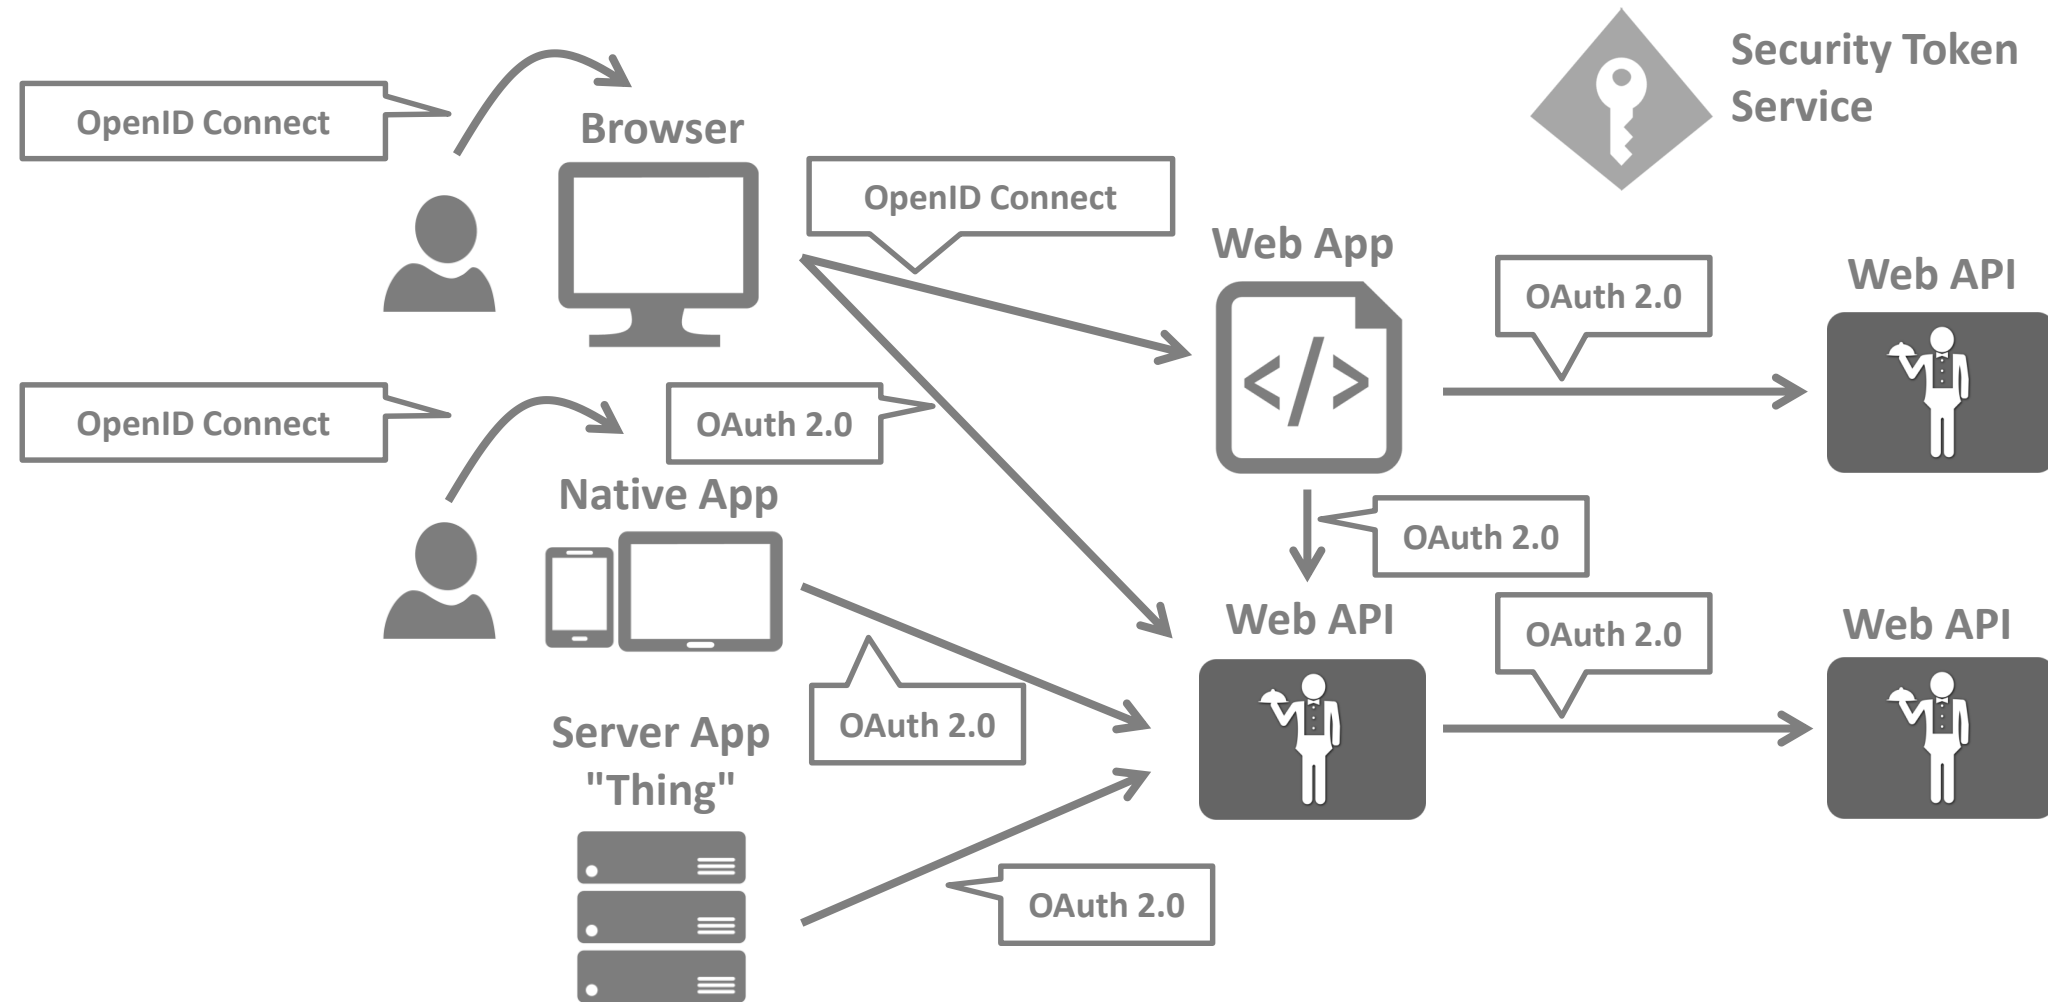 Security Token
Service
OpenID Connect
Browser
OpenID Connect
Web App
OAuth 2.0
Web API
OpenID Connect
OAuth 2.0
Native App
OAuth 2.0
Web API
OAuth 2.0
Web API
OAuth 2.0
Server App
"Thing"
OAuth 2.0